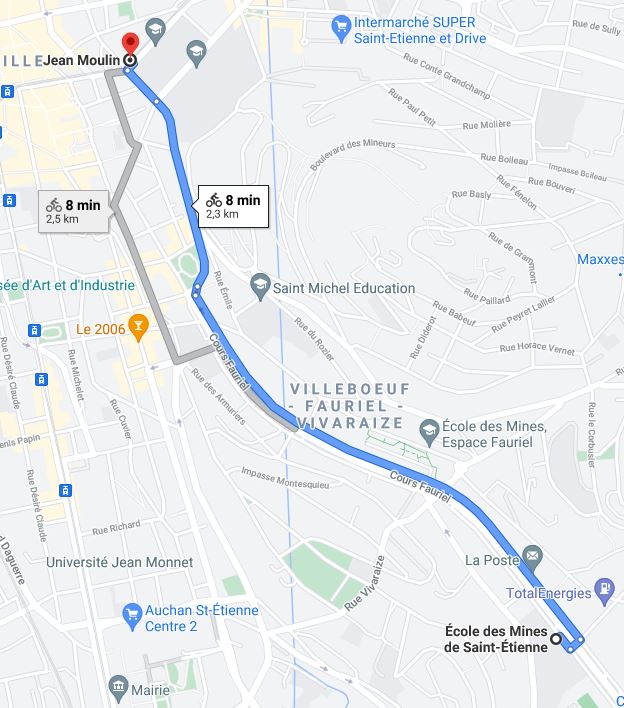 Intermarché SUPER
Saint-Etienne et Drive
Rue de Sully
VILLE
Jean Moulin
Rue Conte Grandchamp
Rue Paul Petit
Rue Molière
Boulevard des Mineurs
Rue Boileau
Impasse Boileau
Rue Bouveri
Rue Fénelon
Rue Basly
8 min
2,5 km
8 min
2,3 km
Rue de Grammont
Maxxes
sée d'Art et d'Industrie
Rue Émile
Saint Michel Education
Rue Paillard
Rue Babeuf
Rue Peyret Lallier
Le 2006
Rue du Rozier
Rue Diderot
Rue Horace Vernet
Rue Désiré Claude
Rue Michelet
Cours Fauriel
Rue des Armuriers
VILLEBOEUF
- FAURIEL -
VIVARAIZE
Rue Cuvier
École des Mines,
Espace Fauriel
Rue le Corbusier
enis Papin
Impasse Montesquieu
Cours Fauriel
Rue Désiré Claude
Rue Richard
d Daguerre
Université Jean Monnet
Rue Vivaraize
La Poste
TotalEnergies
Auchan St-Étienne
Centre 2
École des Mines
de Saint-Étienne
Mairie
C